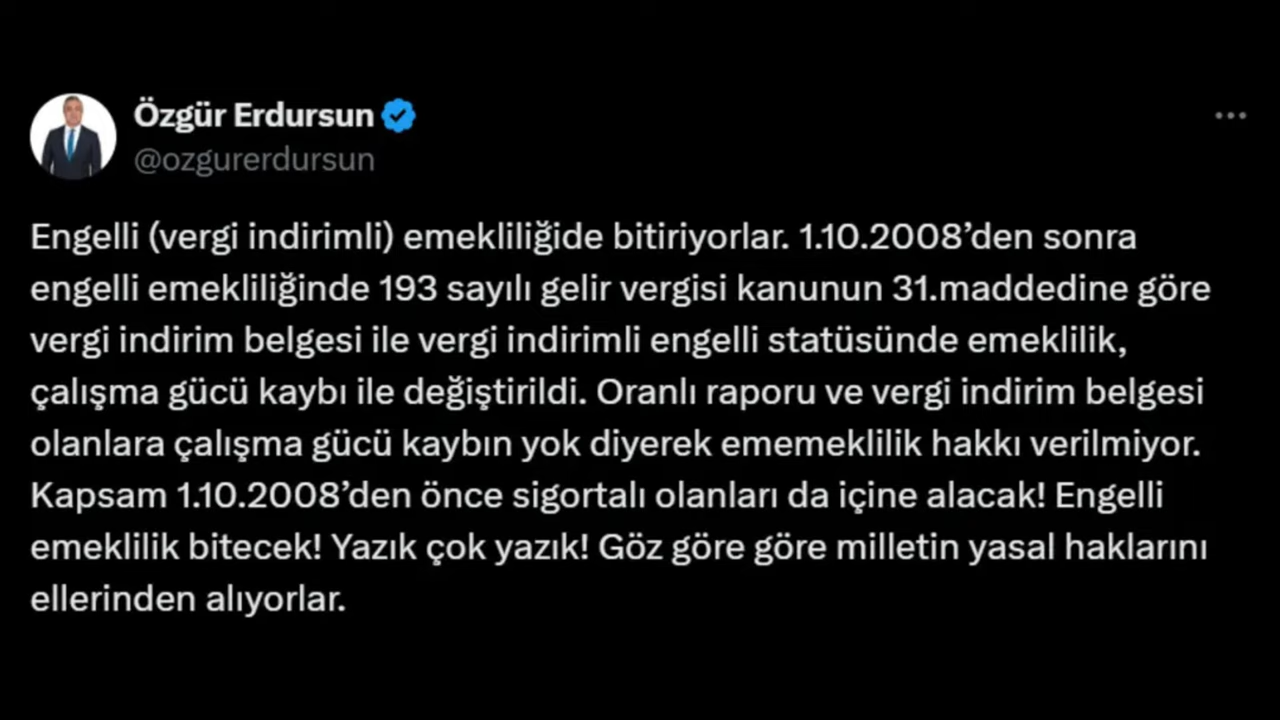 Özgür Erdursun
@ozgurerdursun
Engelli (vergi indirimli) emekliliğide bitiriyorlar. 1.10.2008’den sonra
engelli emekliliğinde 193 sayılı gelir vergisi kanunun 31.maddedine göre
vergi indirim belgesi ile vergi indirimli engelli statüsünde emeklilik,
çalışma gücü kaybı ile değiştirildi. Oranlı raporu ve vergi indirim belgesi
olanlara çalışma gücü kaybın yok diyerek ememeklilik hakkı verilmiyor.
Kapsam 1.10.2008’den önce sigortalı olanları da içine alacak! Engelli
emeklilik bitecek! Yazık çok yazık! Göz göre göre milletin yasal haklarını
ellerinden alıyorlar.